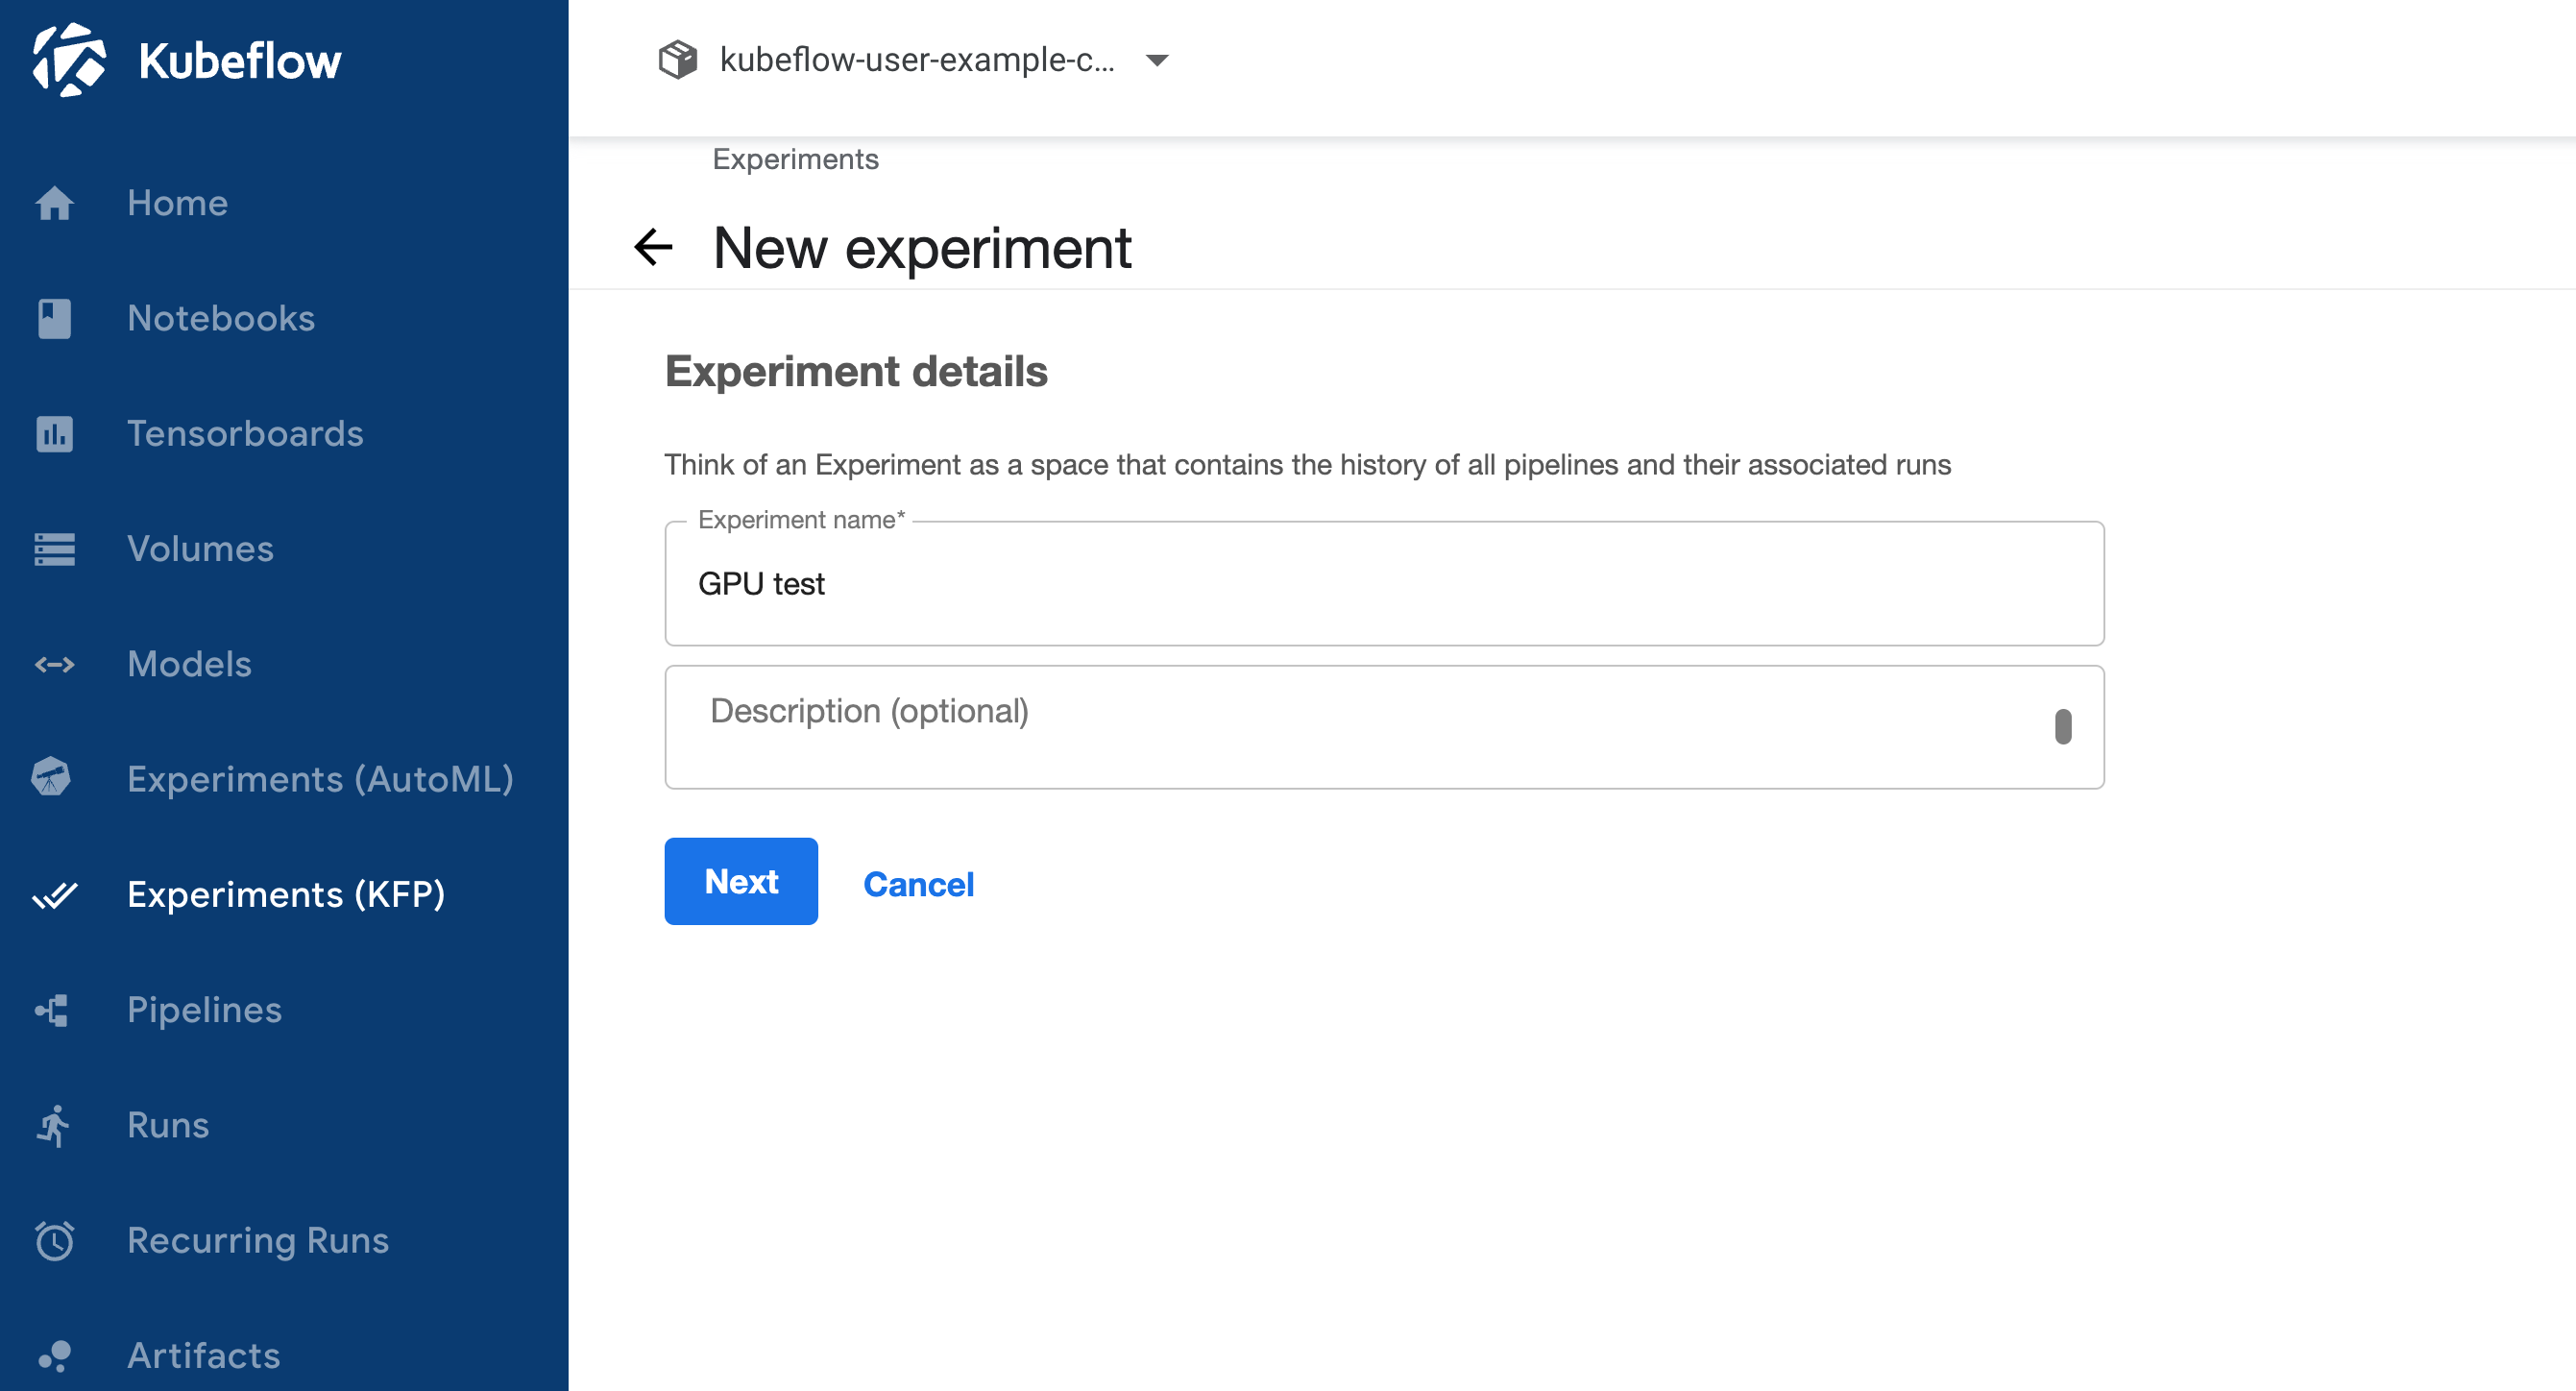 Kubeflow
Home
Notebooks
Tensorboards
Volumes
Models
Experiments (AutoML)
Experiments (KFP)
Pipelines
Runs
Recurring Runs
Artifacts
kubeflow-user-example-c...
Experiments
New experiment
Experiment details
Think of an Experiment as a space that contains the history of all pipelines and their associated runs
Experiment name*
GPU test
Description (optional)
Next
Cancel